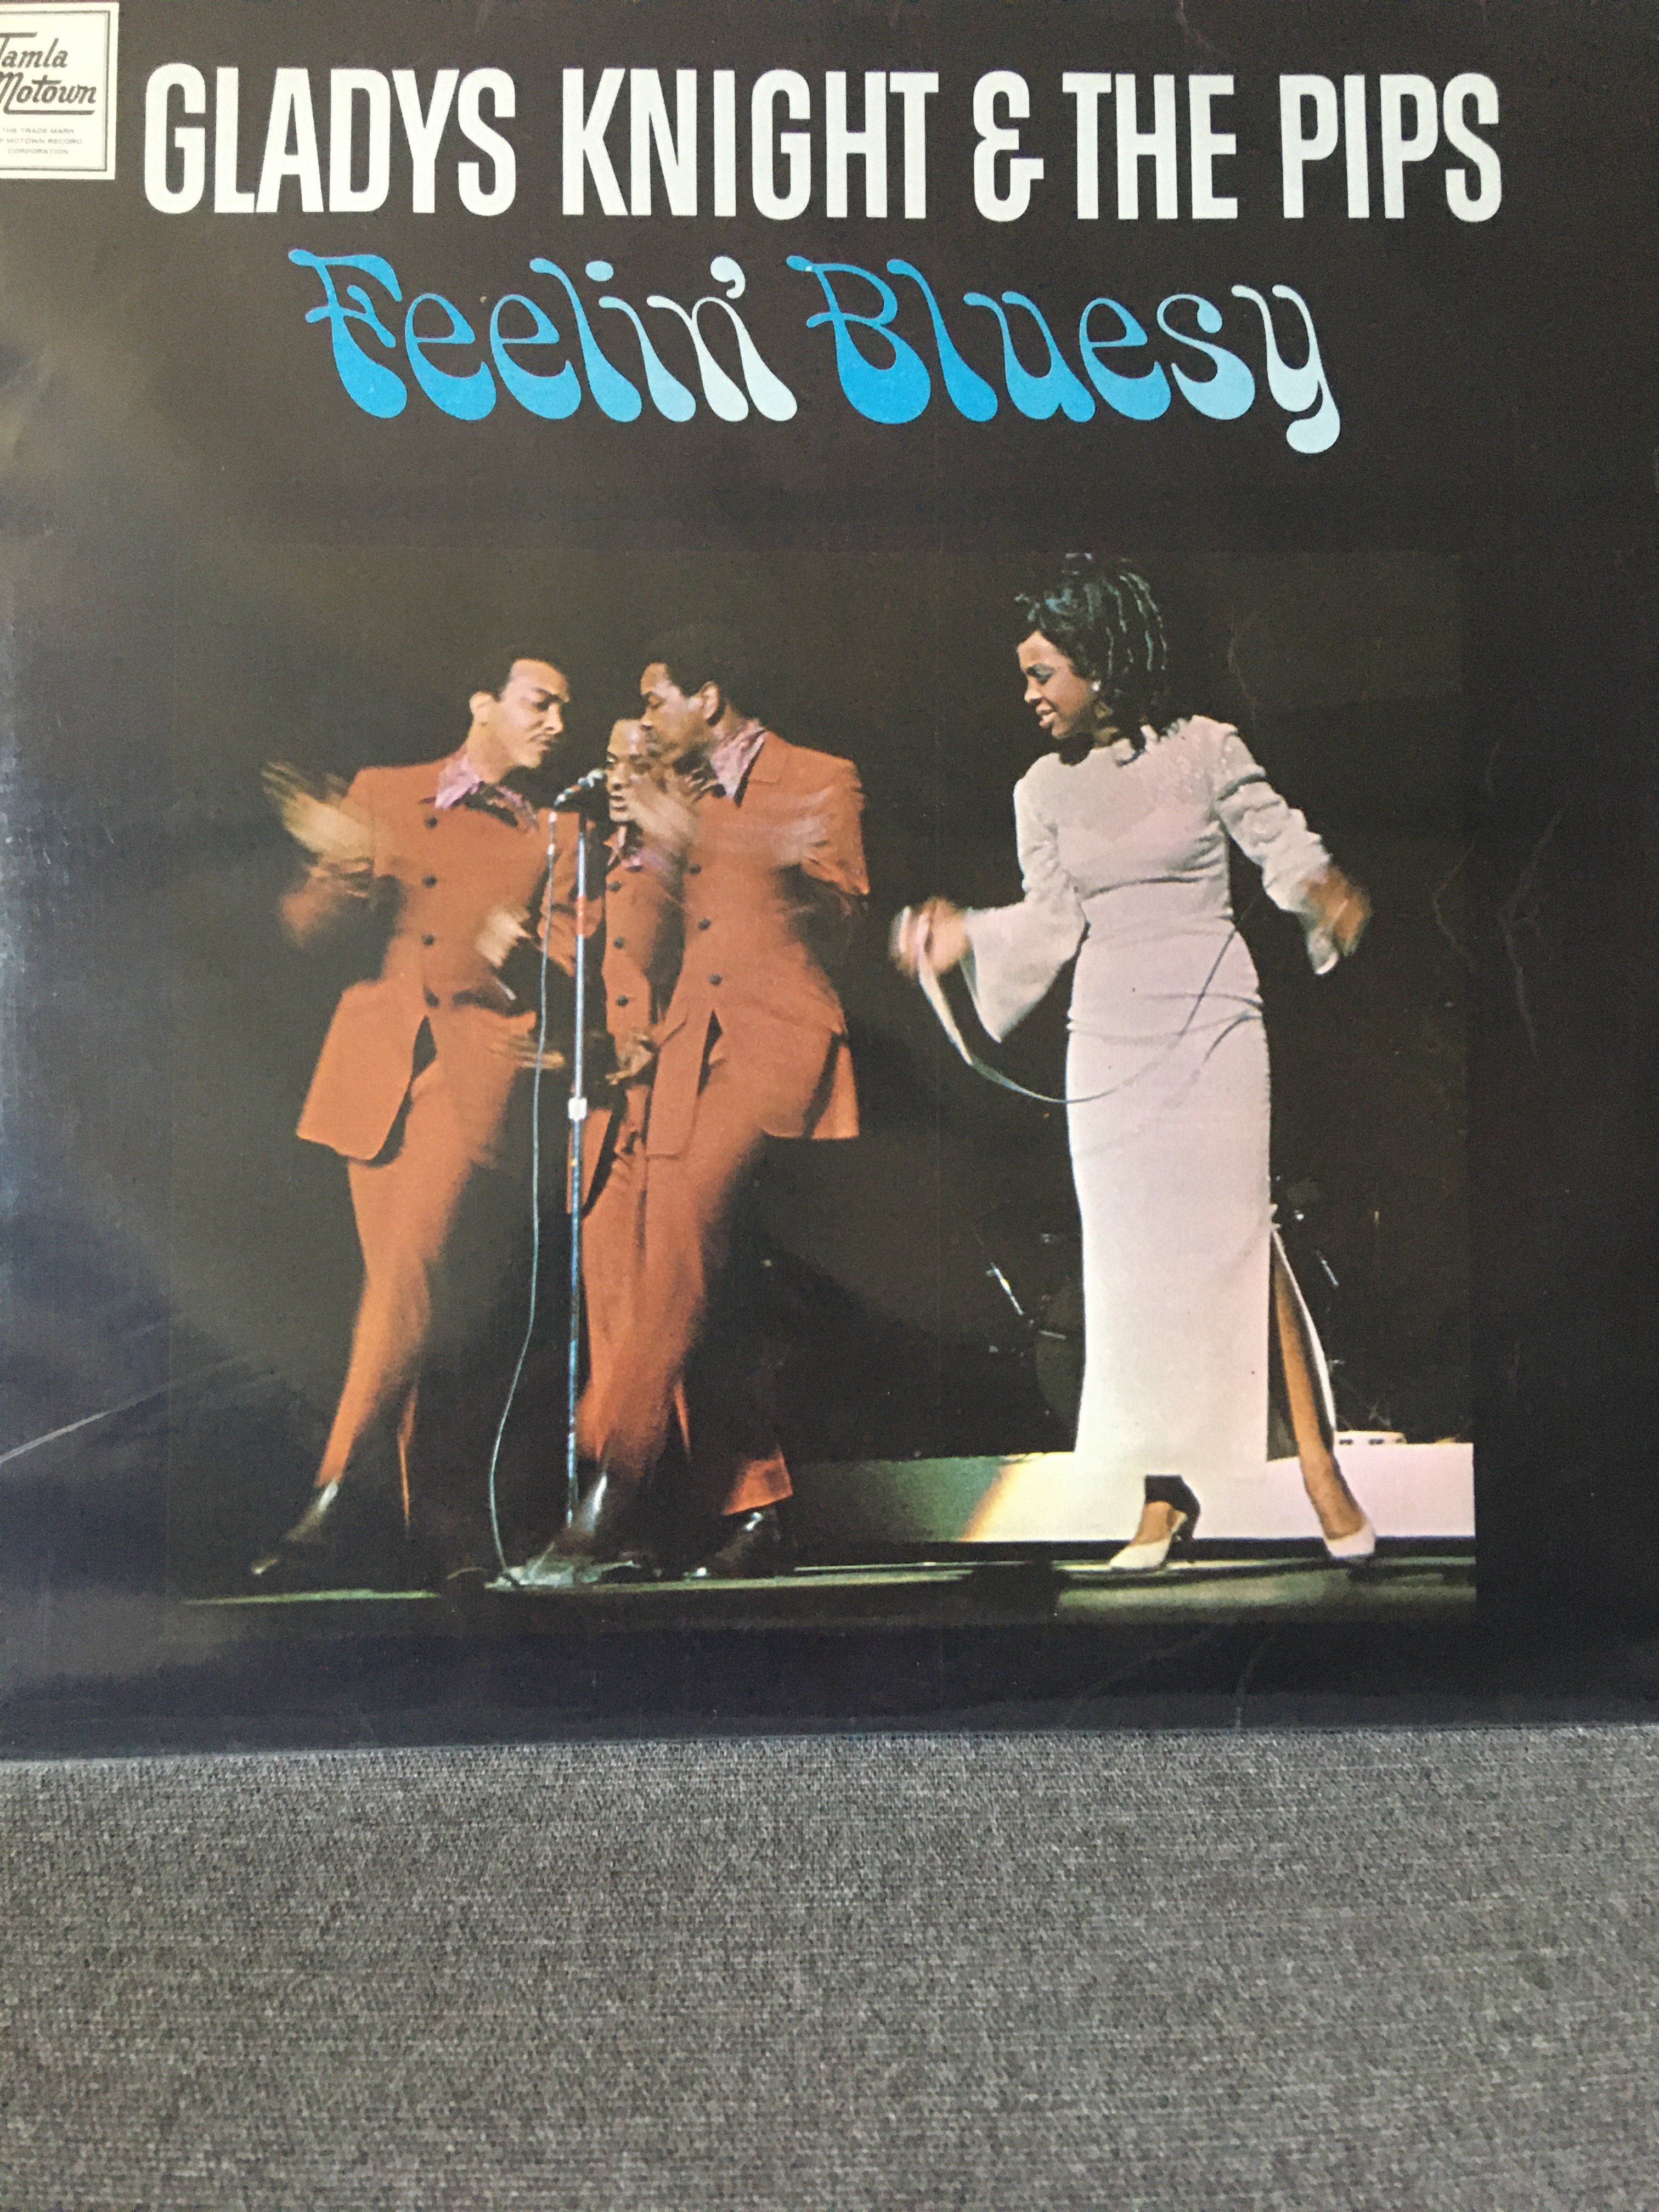 Tamla
Motown
THE TRADE MARK
OF MOTOWN RECORD
CORPORATION
GLADYS KNIGHT & THE PIPS
Feelin' Bluesy